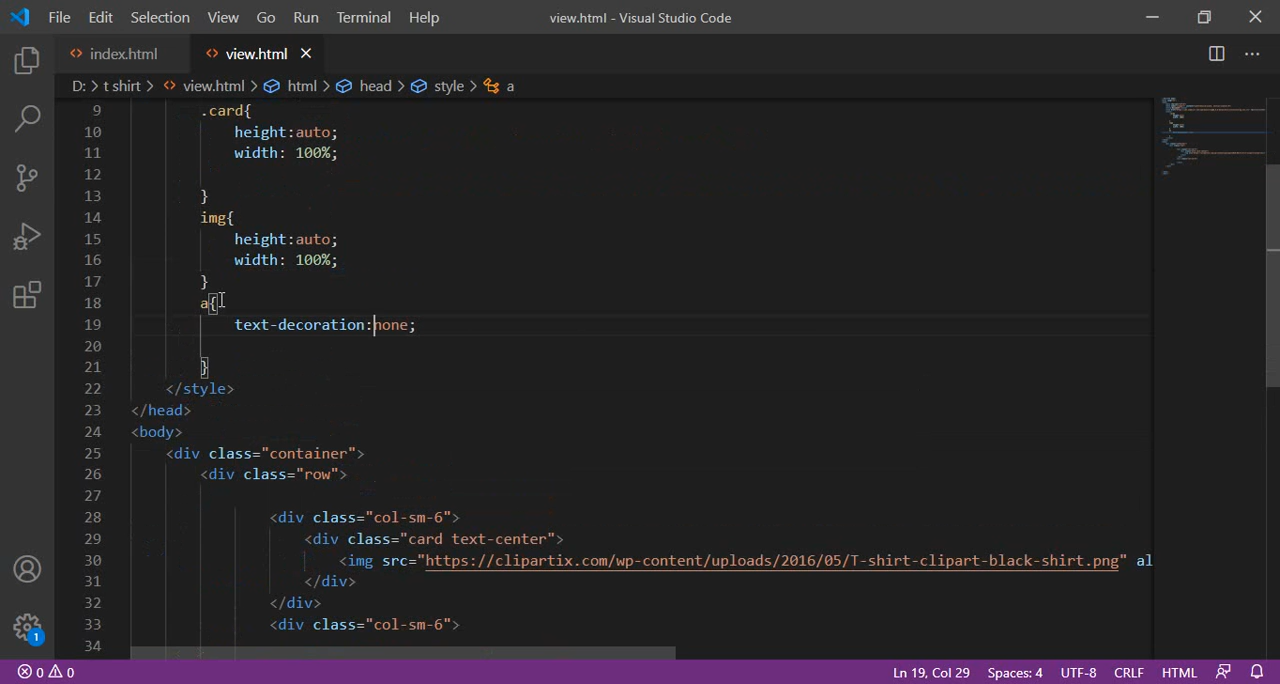 File Edit Selection View Go Run Terminal Help view.html - Visual Studio Code
index.html view.html
D: > t shirt > view.html > html > head > style > a
9 .card{
10 height:auto;
11 width: 100%;
12
13 }
14 img{
15 height:auto;
16 width: 100%;
17 }
18 a{
19 text-decoration:none;
20
21 }
22 </style>
23 </head>
24 <body>
25 <div class="container">
26 <div class="row">
27
28 <div class="col-sm-6">
29 <div class="card text-center">
30 <img src="https://clipartix.com/wp-content/uploads/2016/05/T-shirt-clipart-black-shirt.png" al
31 </div>
32 </div>
33 <div class="col-sm-6">
34
1
0 0 Ln 19, Col 29 Spaces: 4 UTF-8 CRLF HTML